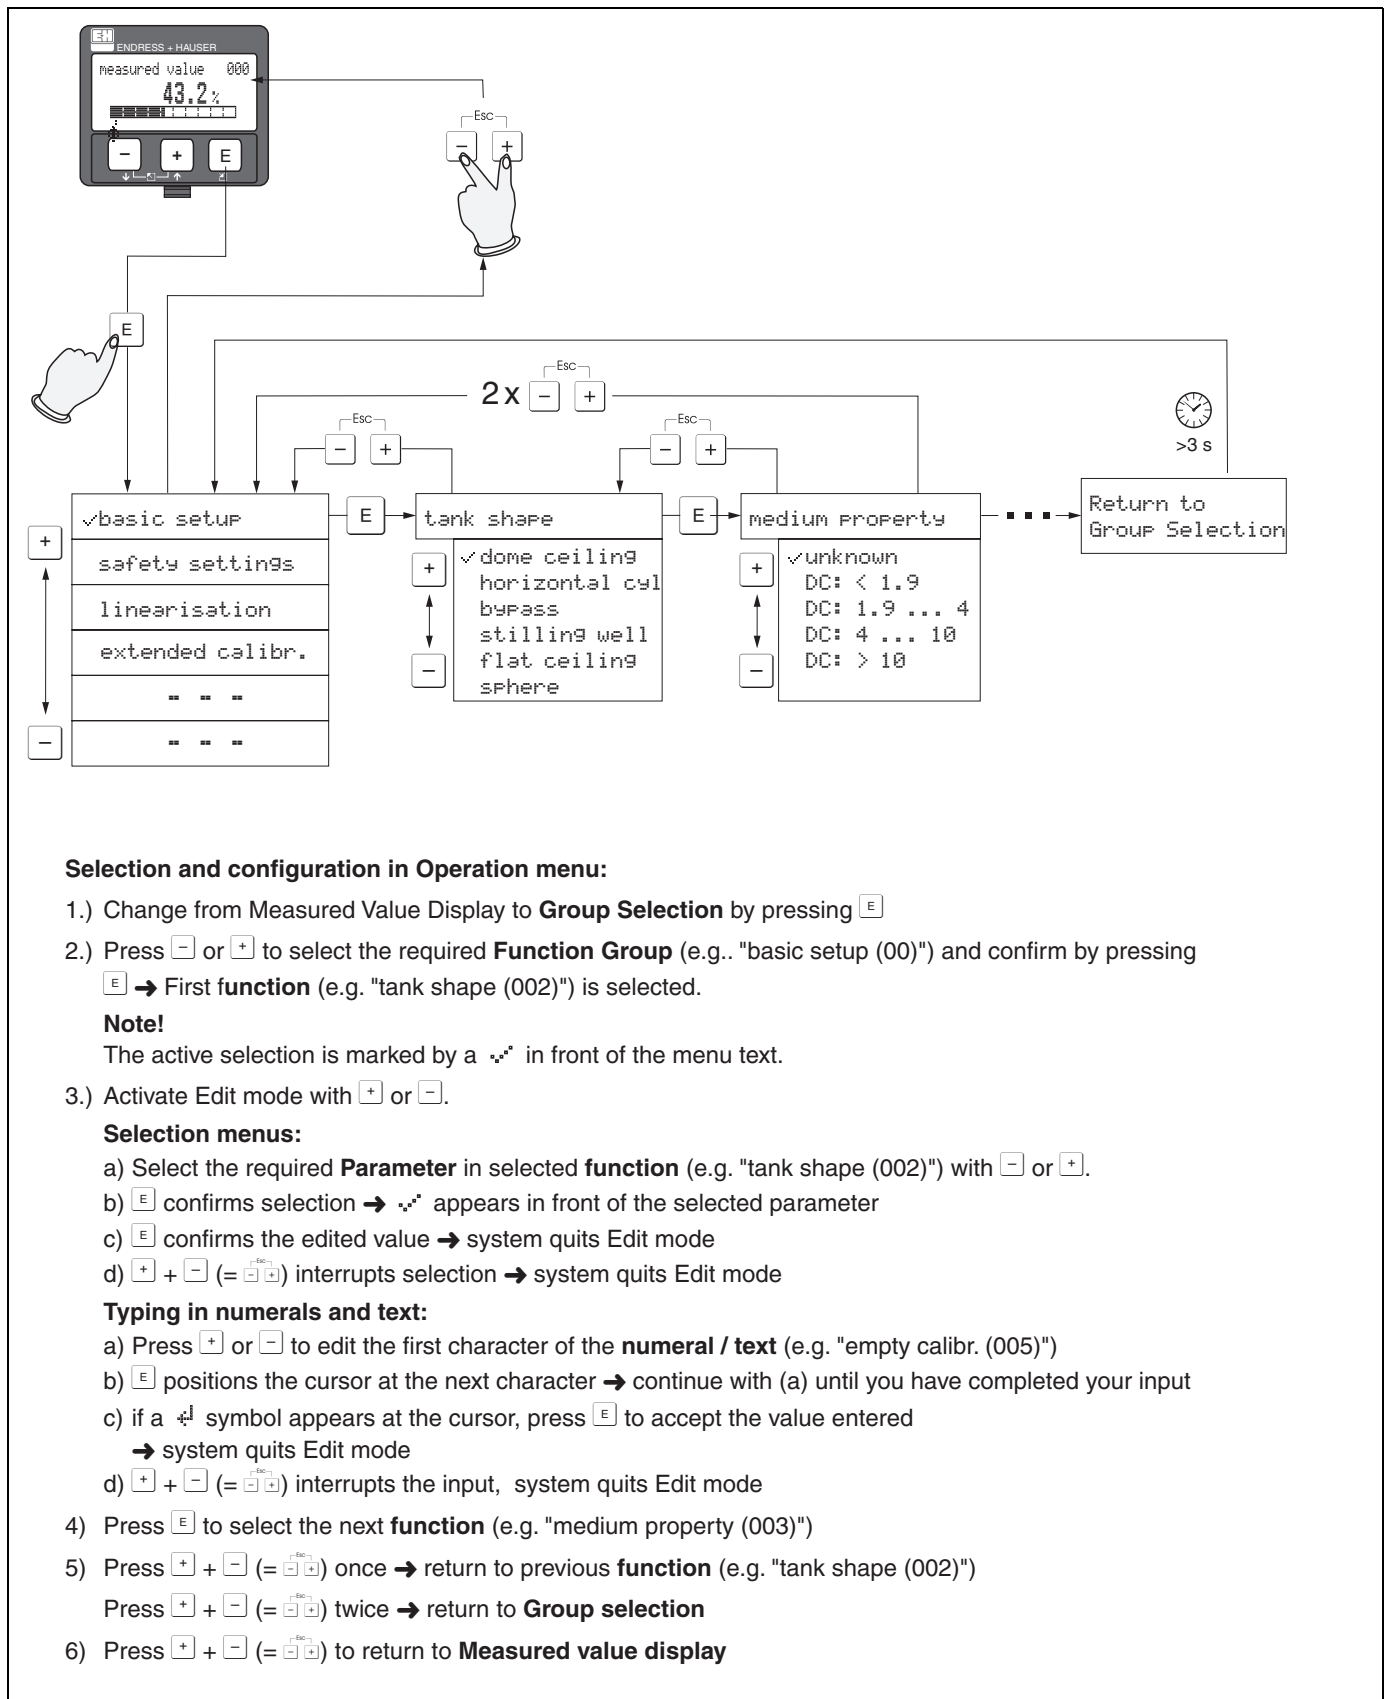 ENDRESS + HAUSER
measured value 000
43.2%
- + E
Esc
- +
E
Esc
2x - +
Esc
- +
Esc
- +
>3 s
✓basic setup
E
tank shape
E
medium property
Return to
Group Selection
+
safety settings
linearisation
extended calibr.
-- -- --
-- -- --
-
+
-
✓dome ceiling
horizontal cyl
bypass
stilling well
flat ceiling
sphere
+
-
✓unknown
DC: < 1.9
DC: 1.9 ... 4
DC: 4 ... 10
DC: > 10
Selection and configuration in Operation menu:
1.) Change from Measured Value Display to Group Selection by pressing E
2.) Press - or + to select the required Function Group (e.g.. "basic setup (00)") and confirm by pressing
E ➜ First function (e.g. "tank shape (002)") is selected.
Note!
The active selection is marked by a ✓ in front of the menu text.
3.) Activate Edit mode with + or -.
Selection menus:
a) Select the required Parameter in selected function (e.g. "tank shape (002)") with - or +.
b) E confirms selection ➜ ✓ appears in front of the selected parameter
c) E confirms the edited value ➜ system quits Edit mode
d) + + - (= Esc - +) interrupts selection ➜ system quits Edit mode
Typing in numerals and text:
a) Press + or - to edit the first character of the numeral / text (e.g. "empty calibr. (005)")
b) E positions the cursor at the next character ➜ continue with (a) until you have completed your input
c) if a ↵ symbol appears at the cursor, press E to accept the value entered
➜ system quits Edit mode
d) + + - (= Esc - +) interrupts the input, system quits Edit mode
4) Press E to select the next function (e.g. "medium property (003)")
5) Press + + - (= Esc - +) once ➜ return to previous function (e.g. "tank shape (002)")
Press + + - (= Esc - +) twice ➜ return to Group selection
6) Press + + - (= Esc - +) to return to Measured value display